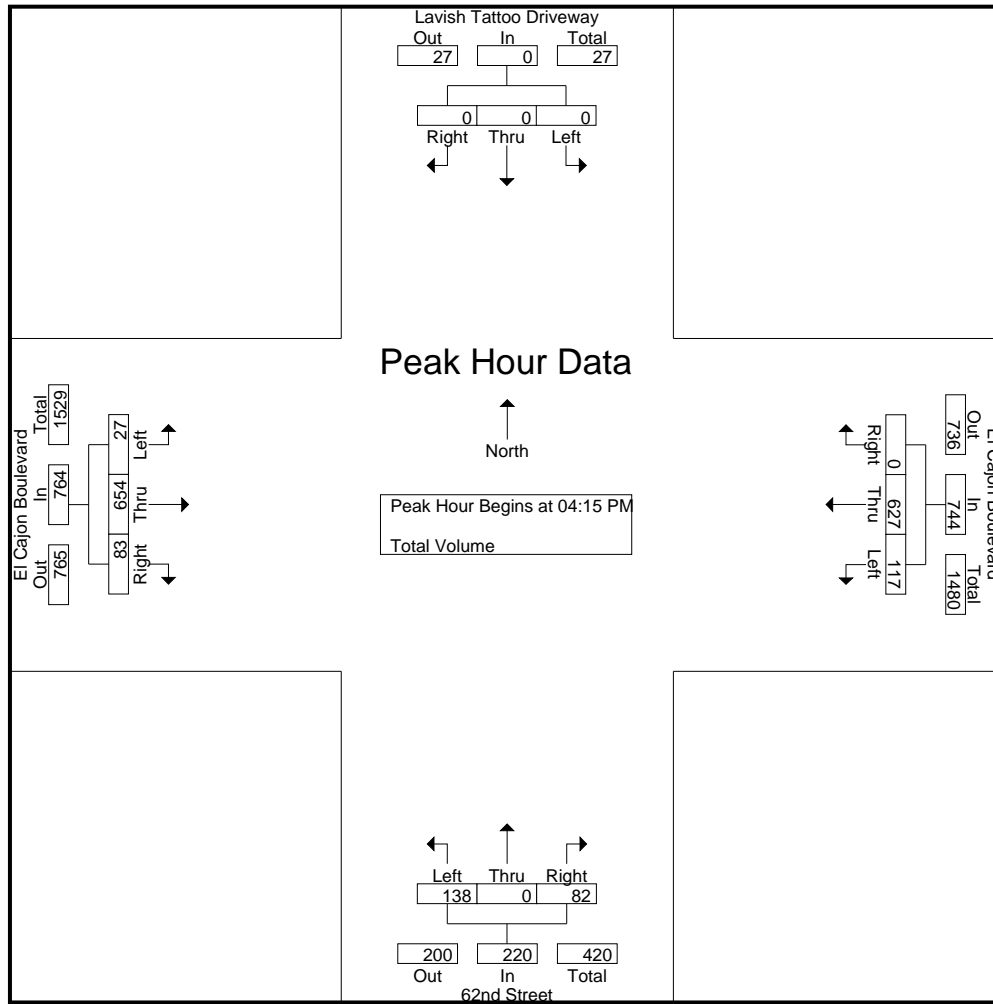 Lavish Tattoo Driveway
Out In Total
27 0 27
0 0 0
Right Thru Left
Peak Hour Data
North
Peak Hour Begins at 04:15 PM
Total Volume
El Cajon Boulevard
Total In Out
1529 764 765
27 654 83
Left Thru Right
Right Thru Left
0 627 117
736 744 1480
Out In Total
El Cajon Boulevard
Left Thru Right
138 0 82
200 220 420
Out In Total
62nd Street